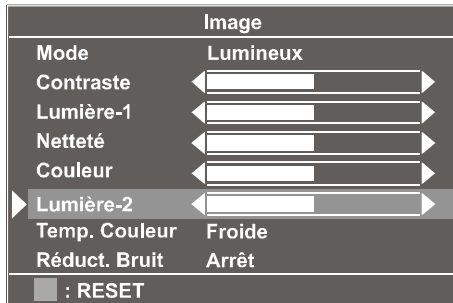 Image
Mode Lumineux
Contraste
Lumière-1
Netteté
Couleur
Lumière-2
Temp. Couleur Froide
Réduct. Bruit Arrêt
: RESET